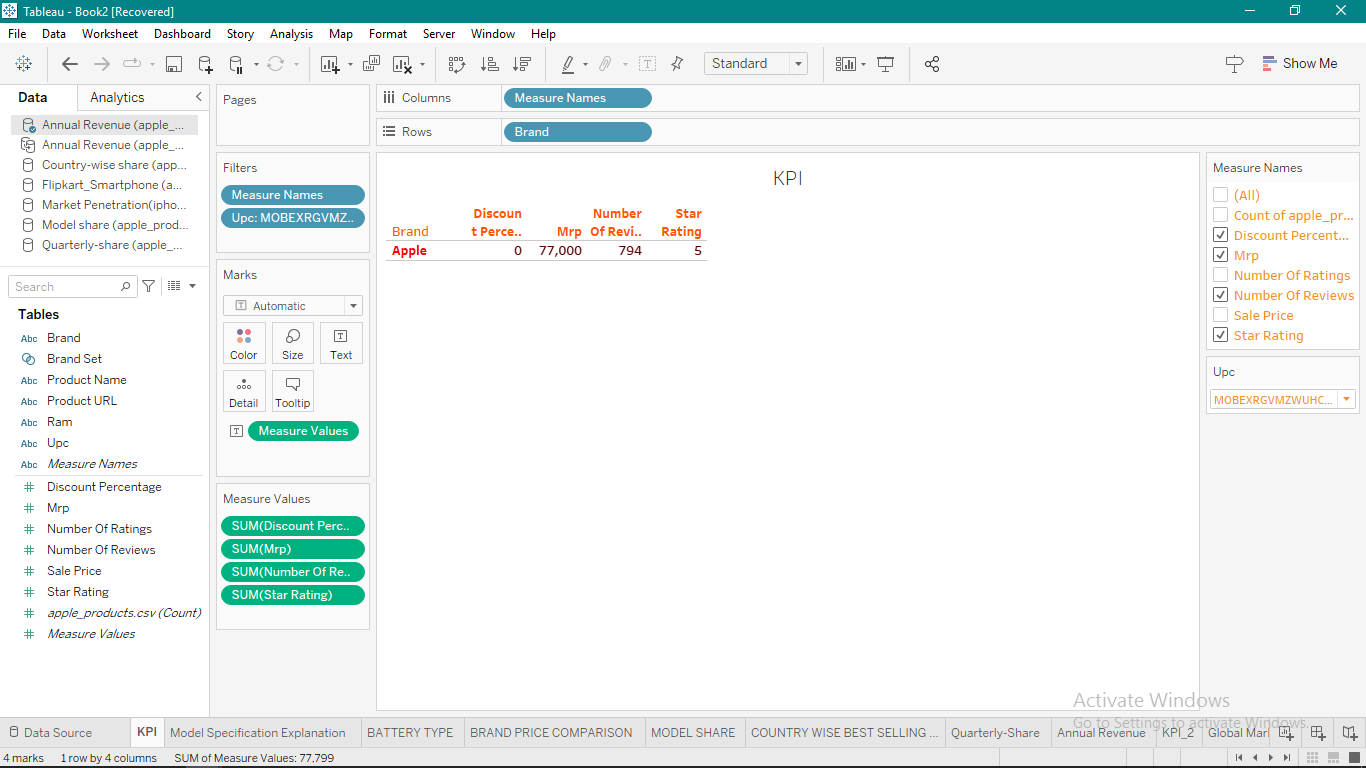 Tableau - Book2 [Recovered]
File Data Worksheet Dashboard Story Analysis Map Format Server Window Help
Standard
Show Me
Data Analytics
Annual Revenue (apple_...
Annual Revenue (apple_...
Country-wise share (app...
Flipkart_Smartphone (a...
Market Penetration(ipho...
Model share (apple_prod...
Quarterly-share (apple_...
Search
Tables
Abc Brand
Brand Set
Abc Product Name
Abc Product URL
Abc Ram
Abc Upc
Abc Measure Names
# Discount Percentage
# Mrp
# Number Of Ratings
# Number Of Reviews
# Sale Price
# Star Rating
# apple_products.csv (Count)
# Measure Values
Pages
Filters
Measure Names
Upc: MOBEXRGVMZ..
Marks
T Automatic
Color Size Text
Detail Tooltip
T Measure Values
Measure Values
SUM(Discount Perc..
SUM(Mrp)
SUM(Number Of Re..
SUM(Star Rating)
Columns Measure Names
Rows Brand
KPI
Discoun Number Star
Brand t Perce.. Mrp Of Revi.. Rating
Apple 0 77,000 794 5
Measure Names
(All)
Count of apple_pr...
Discount Percent...
Mrp
Number Of Ratings
Number Of Reviews
Sale Price
Star Rating
Upc
MOBEXRGVMZWUHC...
Activate Windows
Go to Settings to activate Windows.
Data Source KPI Model Specification Explanation BATTERY TYPE BRAND PRICE COMPARISON MODEL SHARE COUNTRY WISE BEST SELLING ... Quarterly-Share Annual Revenue KPI_2 Global Mar
4 marks 1 row by 4 columns SUM of Measure Values: 77,799